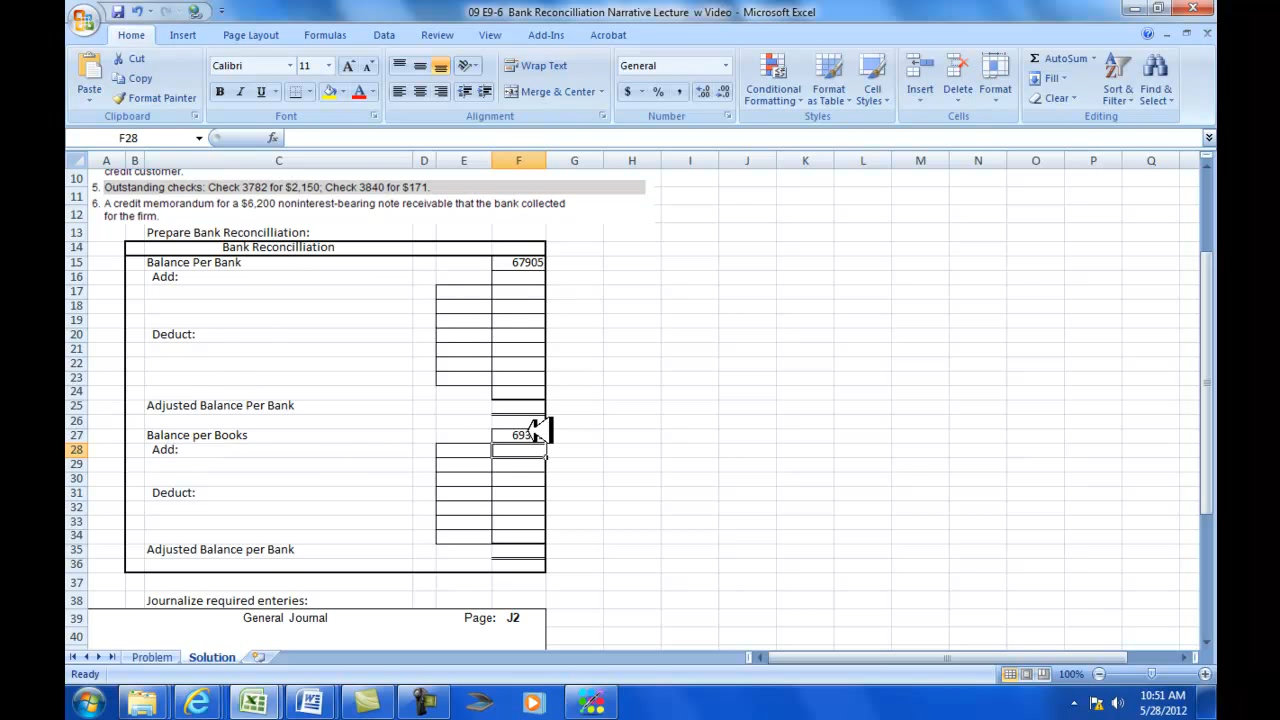 09 E9-6 Bank Reconcilliation Narrative Lecture w Video - Microsoft Excel
Home Insert Page Layout Formulas Data Review View Add-Ins Acrobat
Paste
Cut
Copy
Format Painter
Calibri 11
B I U
Wrap Text
Merge & Center
General
$ % ,
Conditional Formatting
Format as Table
Cell Styles
Insert Delete Format
AutoSum
Fill
Clear
Sort & Filter
Find & Select
Clipboard Font Alignment Number Styles Cells Editing
F28 fx
A B C D E F G H I J K L M N O P Q
10 credit customer.
11 5. Outstanding checks: Check 3782 for $2,150; Check 3840 for $171.
12 6. A credit memorandum for a $6,200 noninterest-bearing note receivable that the bank collected
for the firm.
13 Prepare Bank Reconcilliation:
14 Bank Reconcilliation
15 Balance Per Bank 67905
16 Add:
17
18
19
20 Deduct:
21
22
23
24
25 Adjusted Balance Per Bank
26
27 Balance per Books
28 Add:
29
30
31 Deduct:
32
33
34
35 Adjusted Balance per Bank
36
37
38 Journalize required enteries:
39 General Journal Page: J2
40
Problem Solution
Ready 100%
10:51 AM
5/28/2012